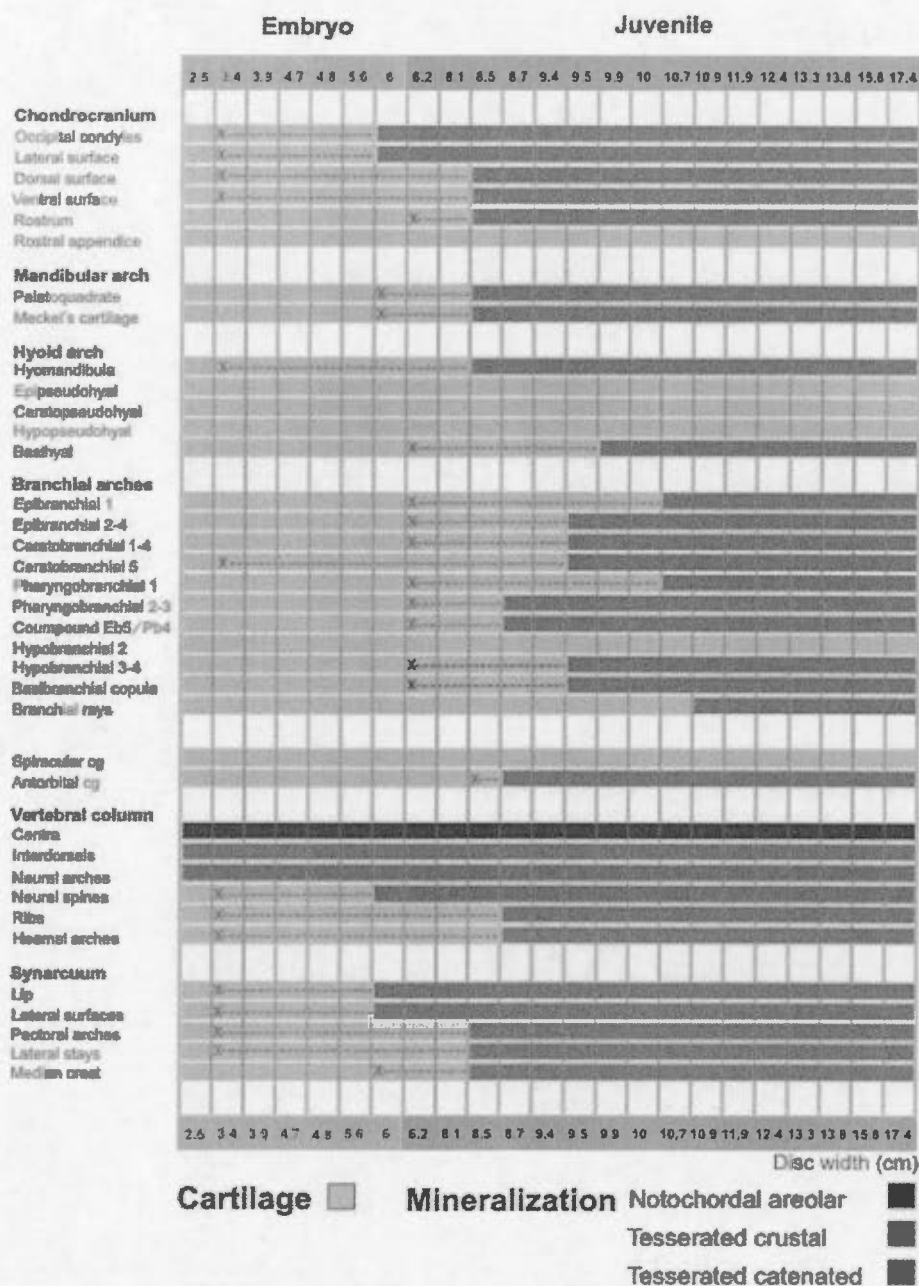 Embryo Juvenile
2.5 3.4 3.9 4.7 4.8 5.6 6 6.2 8.1 8.5 8.7 9.4 9.5 9.9 10 10,7 10.9 11.9 12.4 13.3 13.8 15.8 17.4
Chondrocranium
Occipital condyles
Lateral surface
Dorsal surface
Ventral surface
Rostrum
Rostral appendice
Mandibular arch
Palatoquadrate
Meckel's cartilage
Hyoid arch
Hyomandibula
Epipseudohyal
Ceratopseudohyal
Hypopseudohyal
Basihyal
Branchial arches
Epibranchial 1
Epibranchial 2-4
Ceratobranchial 1-4
Ceratobranchial 5
Pharyngobranchial 1
Pharyngobranchial 2-3
Coumpound Eb5/Pb4
Hypobranchial 2
Hypobranchial 3-4
Basibranchial copula
Branchial rays
Spiracular cg
Antorbital cg
Vertebral column
Centra
Interdorsals
Neural arches
Neural spines
Ribs
Haemal arches
Synarcuum
Lip
Lateral surfaces
Pectoral arches
Lateral stays
Median crest
2.5 3.4 3.9 4.7 4.8 5.6 6 6.2 8.1 8.5 8.7 9.4 9.5 9.9 10 10,7 10.9 11,9 12.4 13.3 13.8 15.8 17.4
Disc width (cm)
Cartilage Mineralization Notochordal areolar
Tesserated crustal
Tesserated catenated